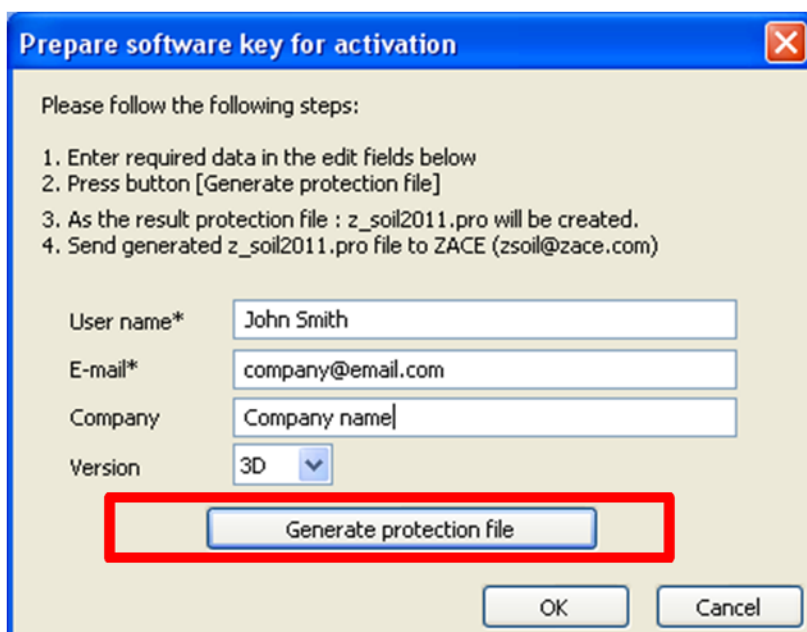 Prepare software key for activation
Please follow the following steps:
1. Enter required data in the edit fields below
2. Press button [Generate protection file]
3. As the result protection file : z_soil2011.pro will be created.
4. Send generated z_soil2011.pro file to ZACE (zsoil@zace.com)
User name* John Smith
E-mail* company@email.com
Company Company name
Version 3D
Generate protection file
OK Cancel